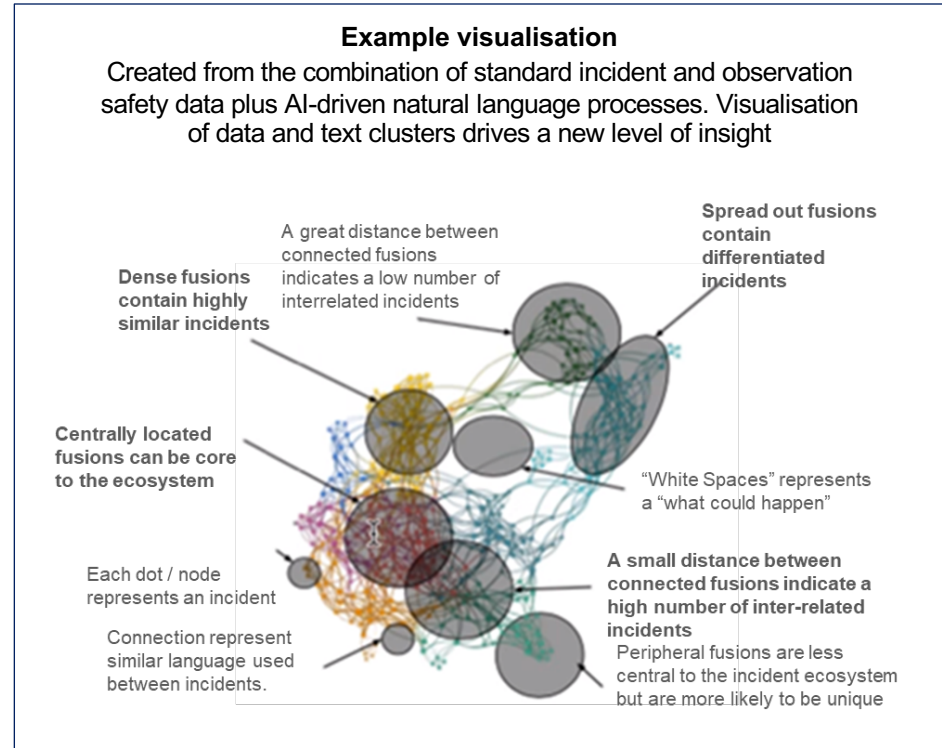 Example visualisation
Created from the combination of standard incident and observation
safety data plus AI-driven natural language processes. Visualisation
of data and text clusters drives a new level of insight
Spread out fusions
contain
differentiated
incidents
A great distance between
connected fusions
indicates a low number of
interrelated incidents
Dense fusions
contain highly
similar incidents
Centrally located
fusions can be core
to the ecosystem
“White Spaces” represents
a “what could happen”
Each dot / node
represents an incident
A small distance between
connected fusions indicate a
high number of inter-related
incidents
Connection represent
similar language used
between incidents.
Peripheral fusions are less
central to the incident ecosystem
but are more likely to be unique